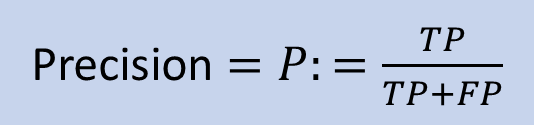 Precision = P: = TP / TP+FP